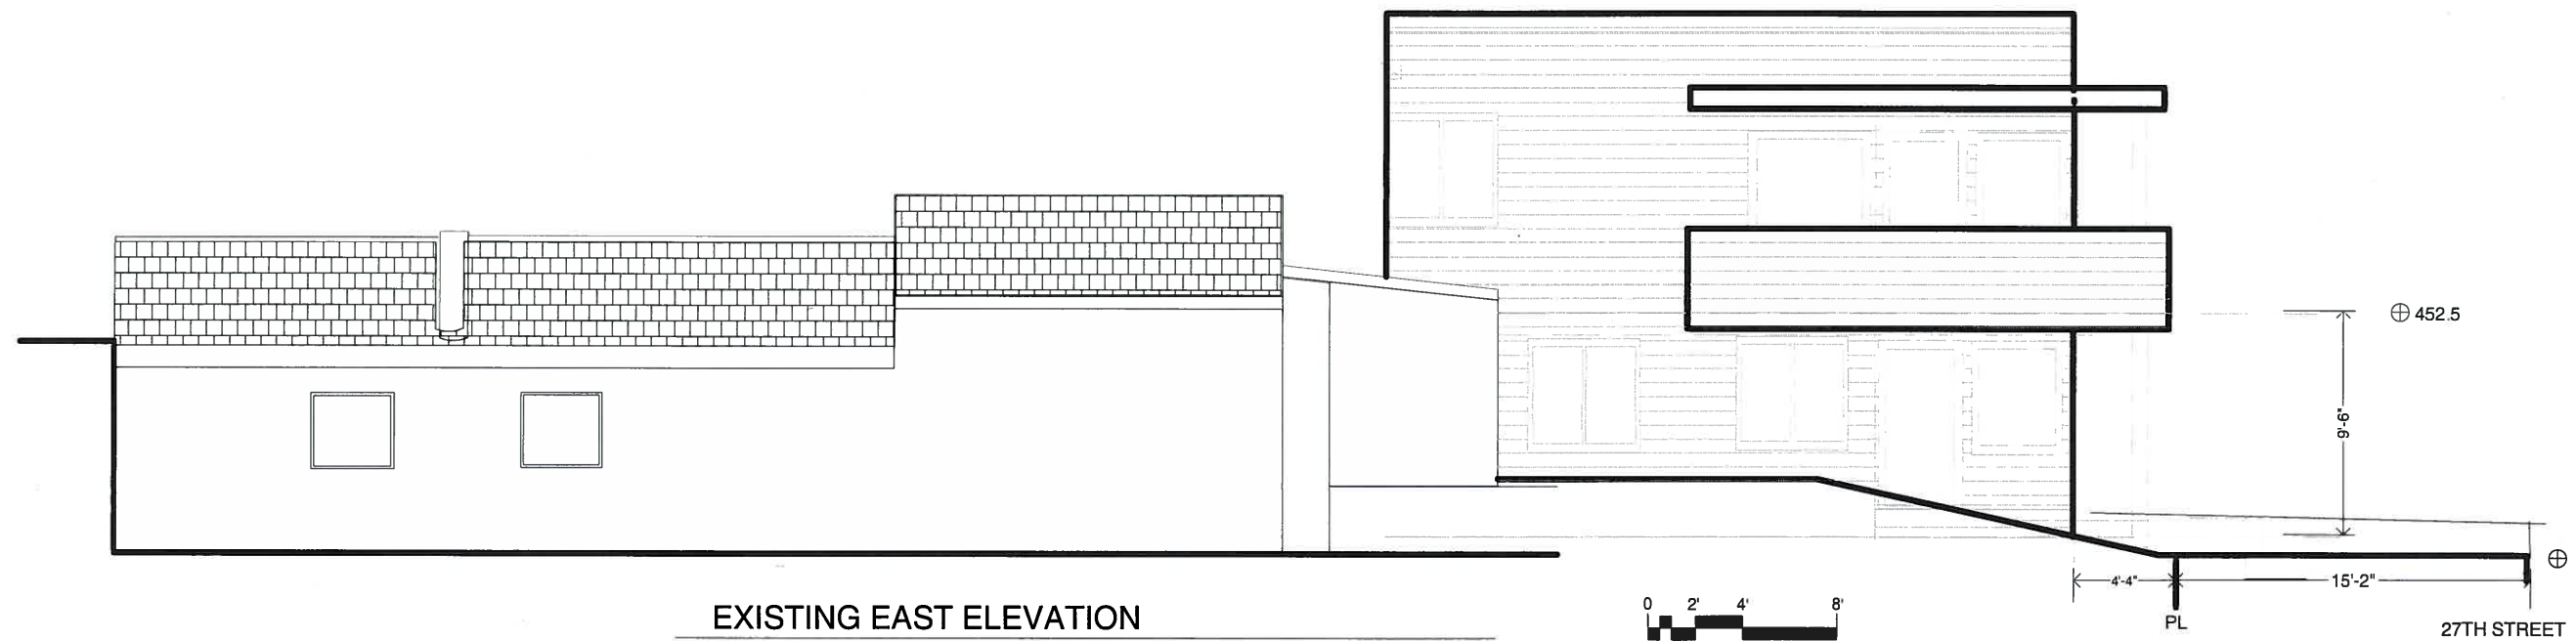 ⊕ 452.5
9'-6"
⊕
4'-4"
15'-2"
EXISTING EAST ELEVATION
0 2' 4' 8'
PL
27TH STREET